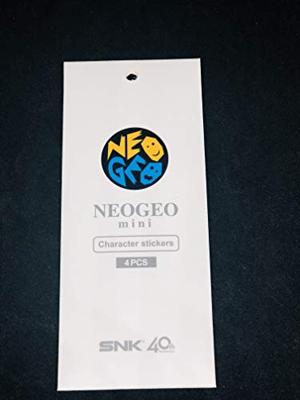 NEO
GEO
NEOGEO
mini
Character stickers
4PCS
SNK 40th